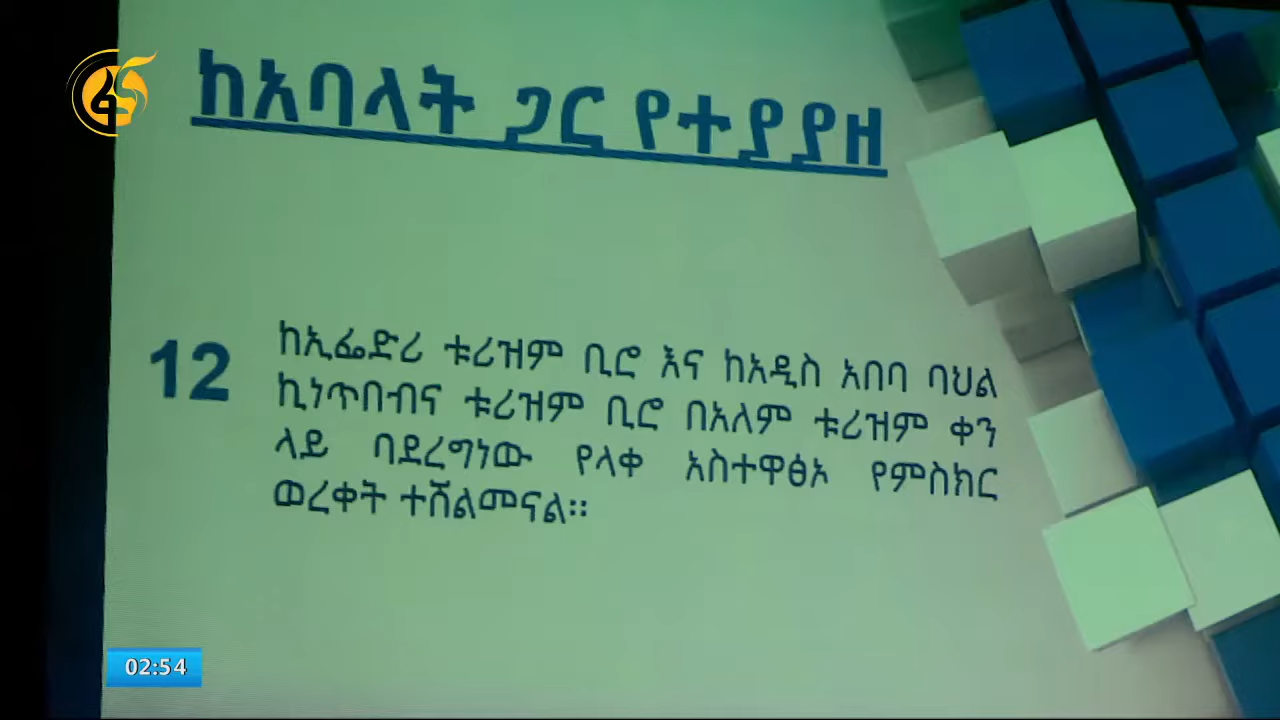 ከአባላት ጋር የተያያዘ
12
ከኢፌድሪ ቱሪዝም ቢሮ እና ከአዲስ አበባ ባህል
ኪነጥበብና ቱሪዝም ቢሮ በአለም ቱሪዝም ቀን
ላይ ባደረግነው የላቀ አስተዋፅኦ የምስክር
ወረቀት ተሸልመናል።
02:54